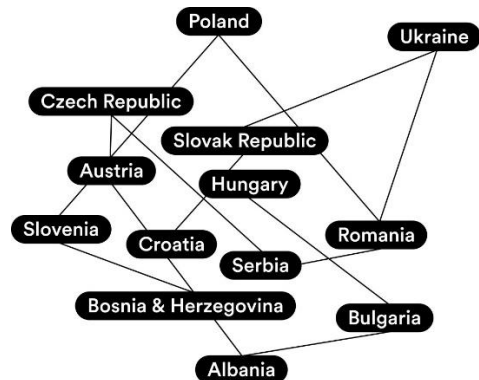 Poland
Ukraine
Czech Republic
Slovak Republic
Austria
Hungary
Slovenia
Croatia
Romania
Serbia
Bosnia & Herzegovina
Bulgaria
Albania